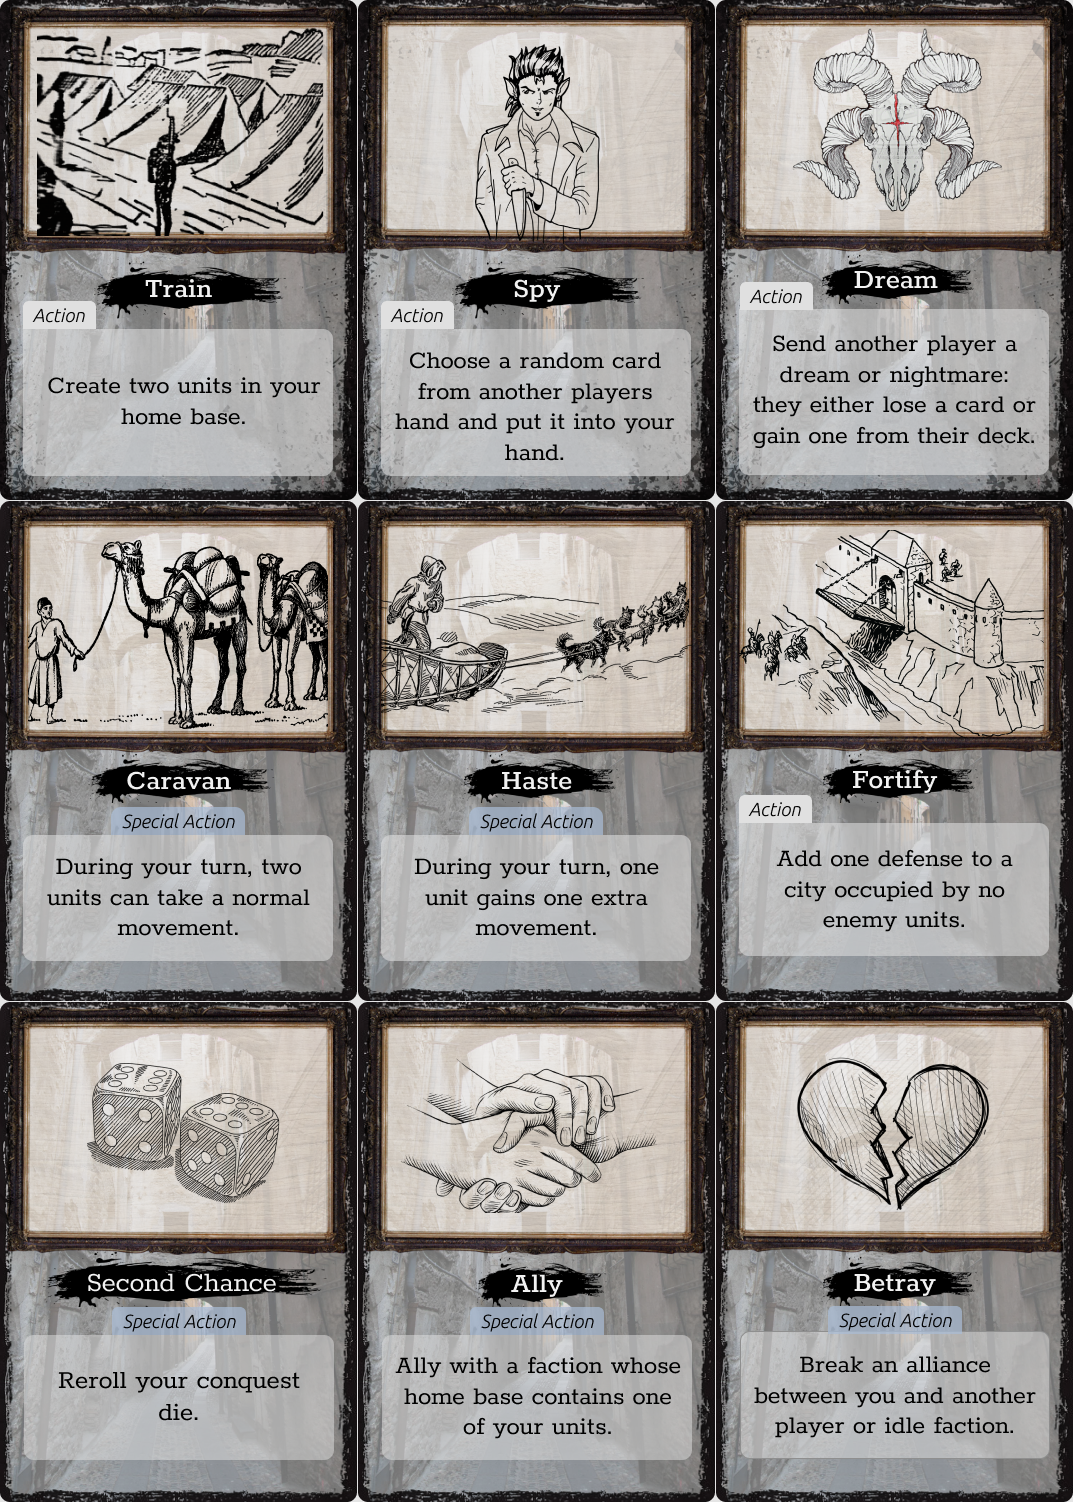 Train
Action
Create two units in your
home base.
Spy
Action
Choose a random card
from another players
hand and put it into your
hand.
Dream
Action
Send another player a
dream or nightmare:
they either lose a card or
gain one from their deck.
Caravan
Special Action
During your turn, two
units can take a normal
movement.
Haste
Special Action
During your turn, one
unit gains one extra
movement.
Fortify
Action
Add one defense to a
city occupied by no
enemy units.
Second Chance
Special Action
Reroll your conquest
die.
Ally
Special Action
Ally with a faction whose
home base contains one
of your units.
Betray
Special Action
Break an alliance
between you and another
player or idle faction.